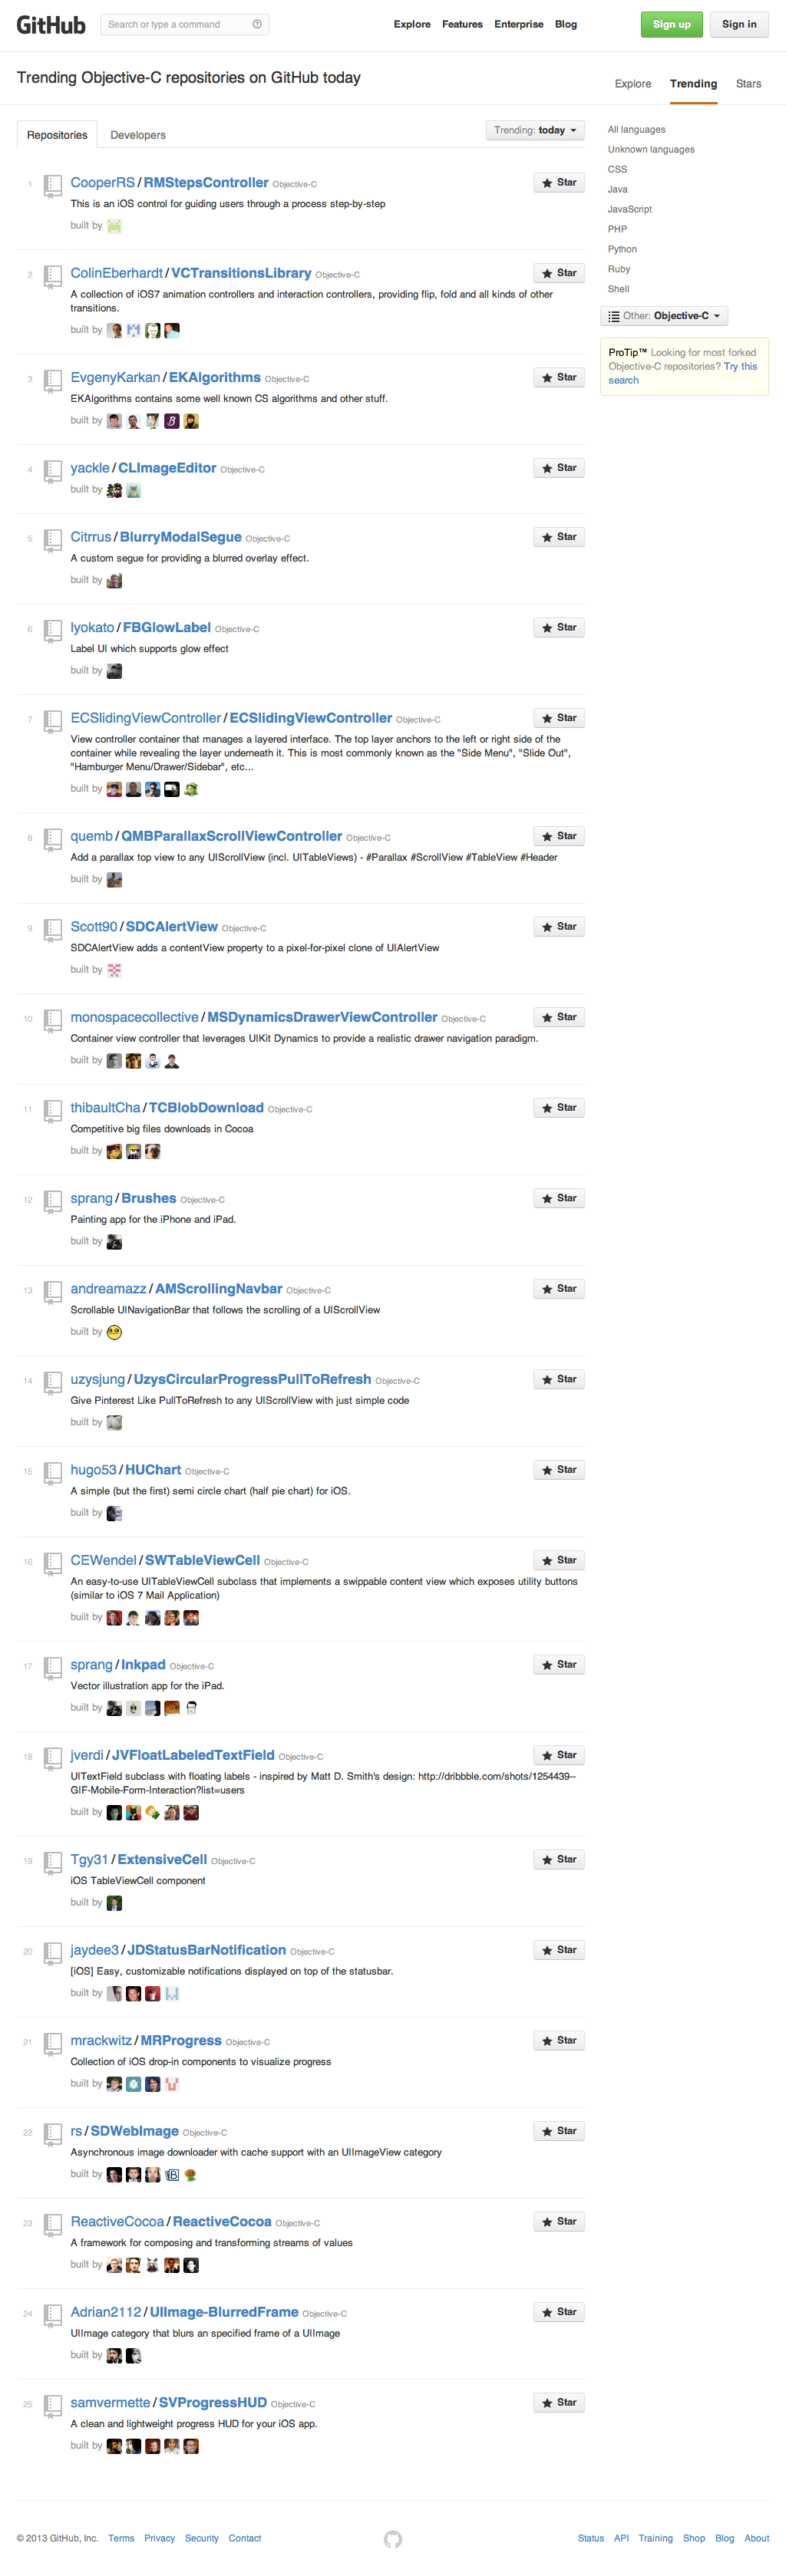 GitHub
Search or type a command
Explore Features Enterprise Blog
Sign up Sign in
Trending Objective-C repositories on GitHub today
Explore Trending Stars
Repositories Developers
Trending: today
All languages
Unknown languages
CSS
Java
JavaScript
PHP
Python
Ruby
Shell
Other: Objective-C
ProTip™ Looking for most forked
Objective-C repositories? Try this
search
1 CooperRS / RMStepsController Objective-C Star
This is an iOS control for guiding users through a process step-by-step
built by
2 ColinEberhardt / VCTransitionsLibrary Objective-C Star
A collection of iOS7 animation controllers and interaction controllers, providing flip, fold and all kinds of other
transitions.
built by
3 EvgenyKarkan / EKAlgorithms Objective-C Star
EKAlgorithms contains some well known CS algorithms and other stuff.
built by
4 yackle / CLImageEditor Objective-C Star
built by
5 Citrrus / BlurryModalSegue Objective-C Star
A custom segue for providing a blurred overlay effect.
built by
6 lyokato / FBGlowLabel Objective-C Star
Label UI which supports glow effect
built by
7 ECSlidingViewController / ECSlidingViewController Objective-C Star
View controller container that manages a layered interface. The top layer anchors to the left or right side of the
container while revealing the layer underneath it. This is most commonly known as the "Side Menu", "Slide Out",
"Hamburger Menu/Drawer/Sidebar", etc...
built by
8 quemb / QMBParallaxScrollViewController Objective-C Star
Add a parallax top view to any UIScrollView (incl. UITableViews) - #Parallax #ScrollView #TableView #Header
built by
9 Scott90 / SDCAlertView Objective-C Star
SDCAlertView adds a contentView property to a pixel-for-pixel clone of UIAlertView
built by
10 monospacecollective / MSDynamicsDrawerViewController Objective-C Star
Container view controller that leverages UIKit Dynamics to provide a realistic drawer navigation paradigm.
built by
11 thibaultCha / TCBlobDownload Objective-C Star
Competitive big files downloads in Cocoa
built by
12 sprang / Brushes Objective-C Star
Painting app for the iPhone and iPad.
built by
13 andreamazz / AMScrollingNavbar Objective-C Star
Scrollable UINavigationBar that follows the scrolling of a UIScrollView
built by
14 uzysjung / UzysCircularProgressPullToRefresh Objective-C Star
Give Pinterest Like PullToRefresh to any UIScrollView with just simple code
built by
15 hugo53 / HUChart Objective-C Star
A simple (but the first) semi circle chart (half pie chart) for iOS.
built by
16 CEWendel / SWTableViewCell Objective-C Star
An easy-to-use UITableViewCell subclass that implements a swippable content view which exposes utility buttons
(similar to iOS 7 Mail Application)
built by
17 sprang / Inkpad Objective-C Star
Vector illustration app for the iPad.
built by
18 jverdi / JVFloatLabeledTextField Objective-C Star
UITextField subclass with floating labels - inspired by Matt D. Smith's design: http://dribbble.com/shots/1254439--
GIF-Mobile-Form-Interaction?list=users
built by
19 Tgy31 / ExtensiveCell Objective-C Star
iOS TableViewCell component
built by
20 jaydee3 / JDStatusBarNotification Objective-C Star
[iOS] Easy, customizable notifications displayed on top of the statusbar.
built by
21 mrackwitz / MRProgress Objective-C Star
Collection of iOS drop-in components to visualize progress
built by
22 rs / SDWebImage Objective-C Star
Asynchronous image downloader with cache support with an UIImageView category
built by
23 ReactiveCocoa / ReactiveCocoa Objective-C Star
A framework for composing and transforming streams of values
built by
24 Adrian2112 / UIImage-BlurredFrame Objective-C Star
UIImage category that blurs an specified frame of a UIImage
built by
25 samvermette / SVProgressHUD Objective-C Star
A clean and lightweight progress HUD for your iOS app.
built by
© 2013 GitHub, Inc. Terms Privacy Security Contact
Status API Training Shop Blog About